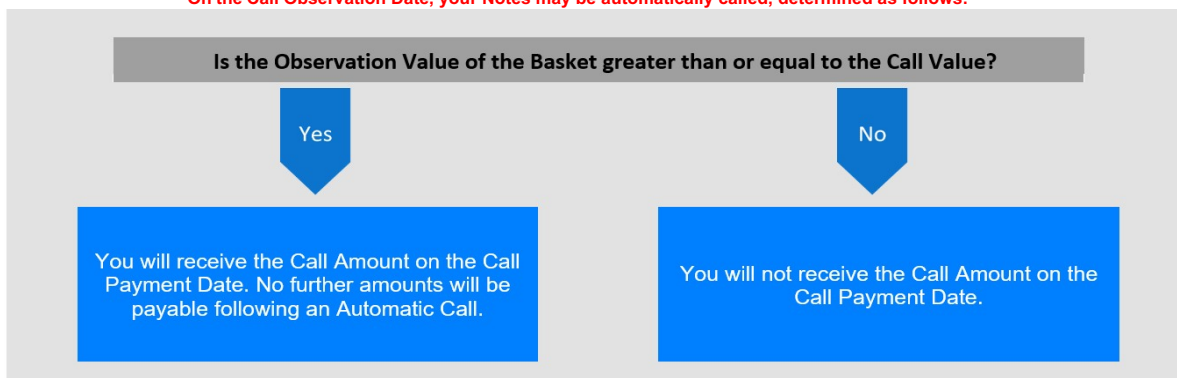 On the Call Observation Date, your Notes may be automatically called, determined as follows:
Is the Observation Value of the Basket greater than or equal to the Call Value?
Yes
No
You will receive the Call Amount on the Call
Payment Date. No further amounts will be
payable following an Automatic Call.
You will not receive the Call Amount on the
Call Payment Date.